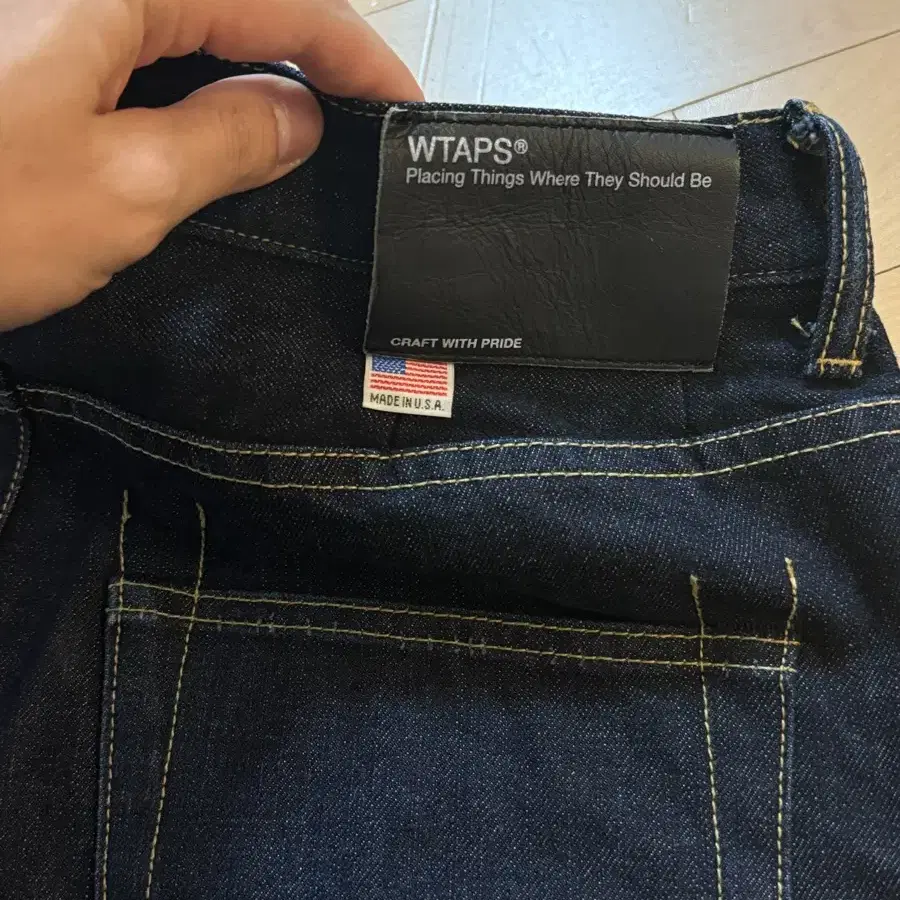 WTAPS®
Placing Things Where They Should Be
CRAFT WITH PRIDE
MADE IN U.S.A.